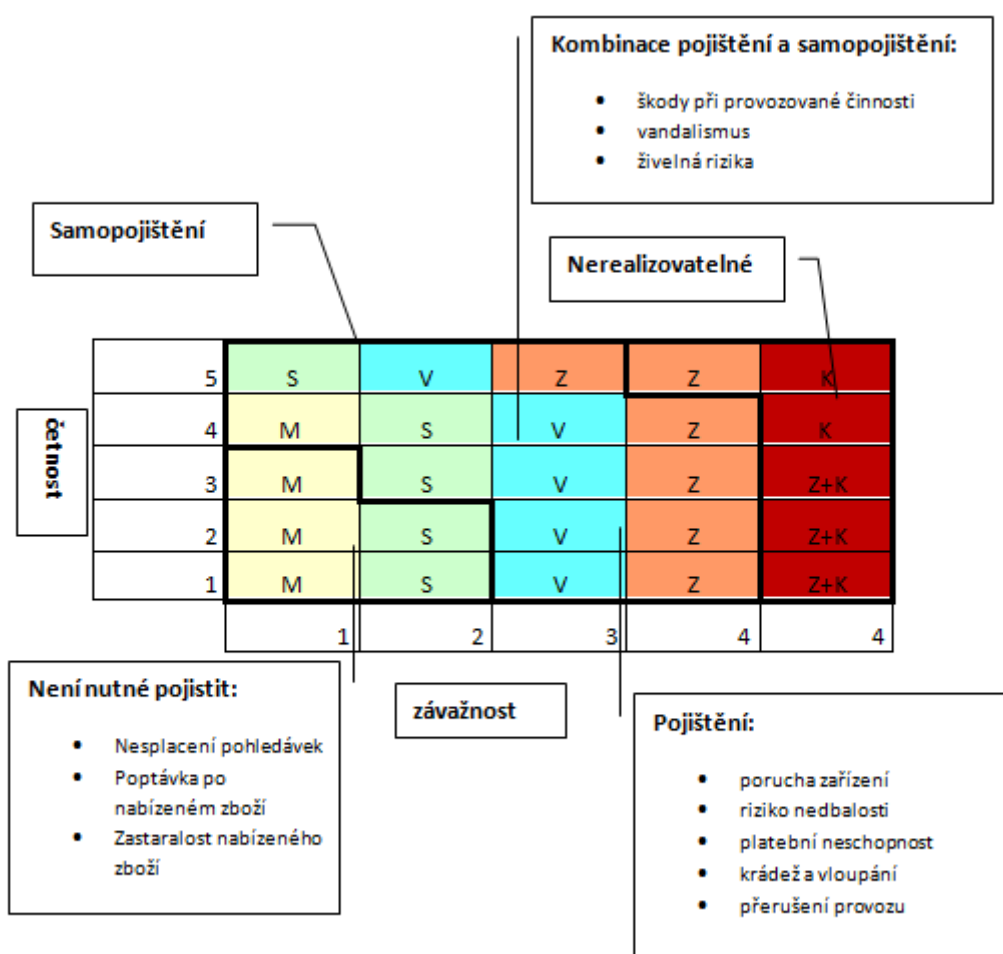 Kombinace pojištění a samopojištění:
• škody při provozované činnosti
• vandalismus
• živelná rizika
Samopojištění
Nerealizovatelné
četnost
5 S V Z Z K
4 M S V Z K
3 M S V Z Z+K
2 M S V Z Z+K
1 M S V Z Z+K
1 2 3 4 4
závažnost
Není nutné pojistit:
• Nesplacení pohledávek
• Poptávka po
nabízeném zboží
• Zastaralost nabízeného
zboží
Pojištění:
• porucha zařízení
• riziko nedbalosti
• platební neschopnost
• krádež a vloupání
• přerušení provozu